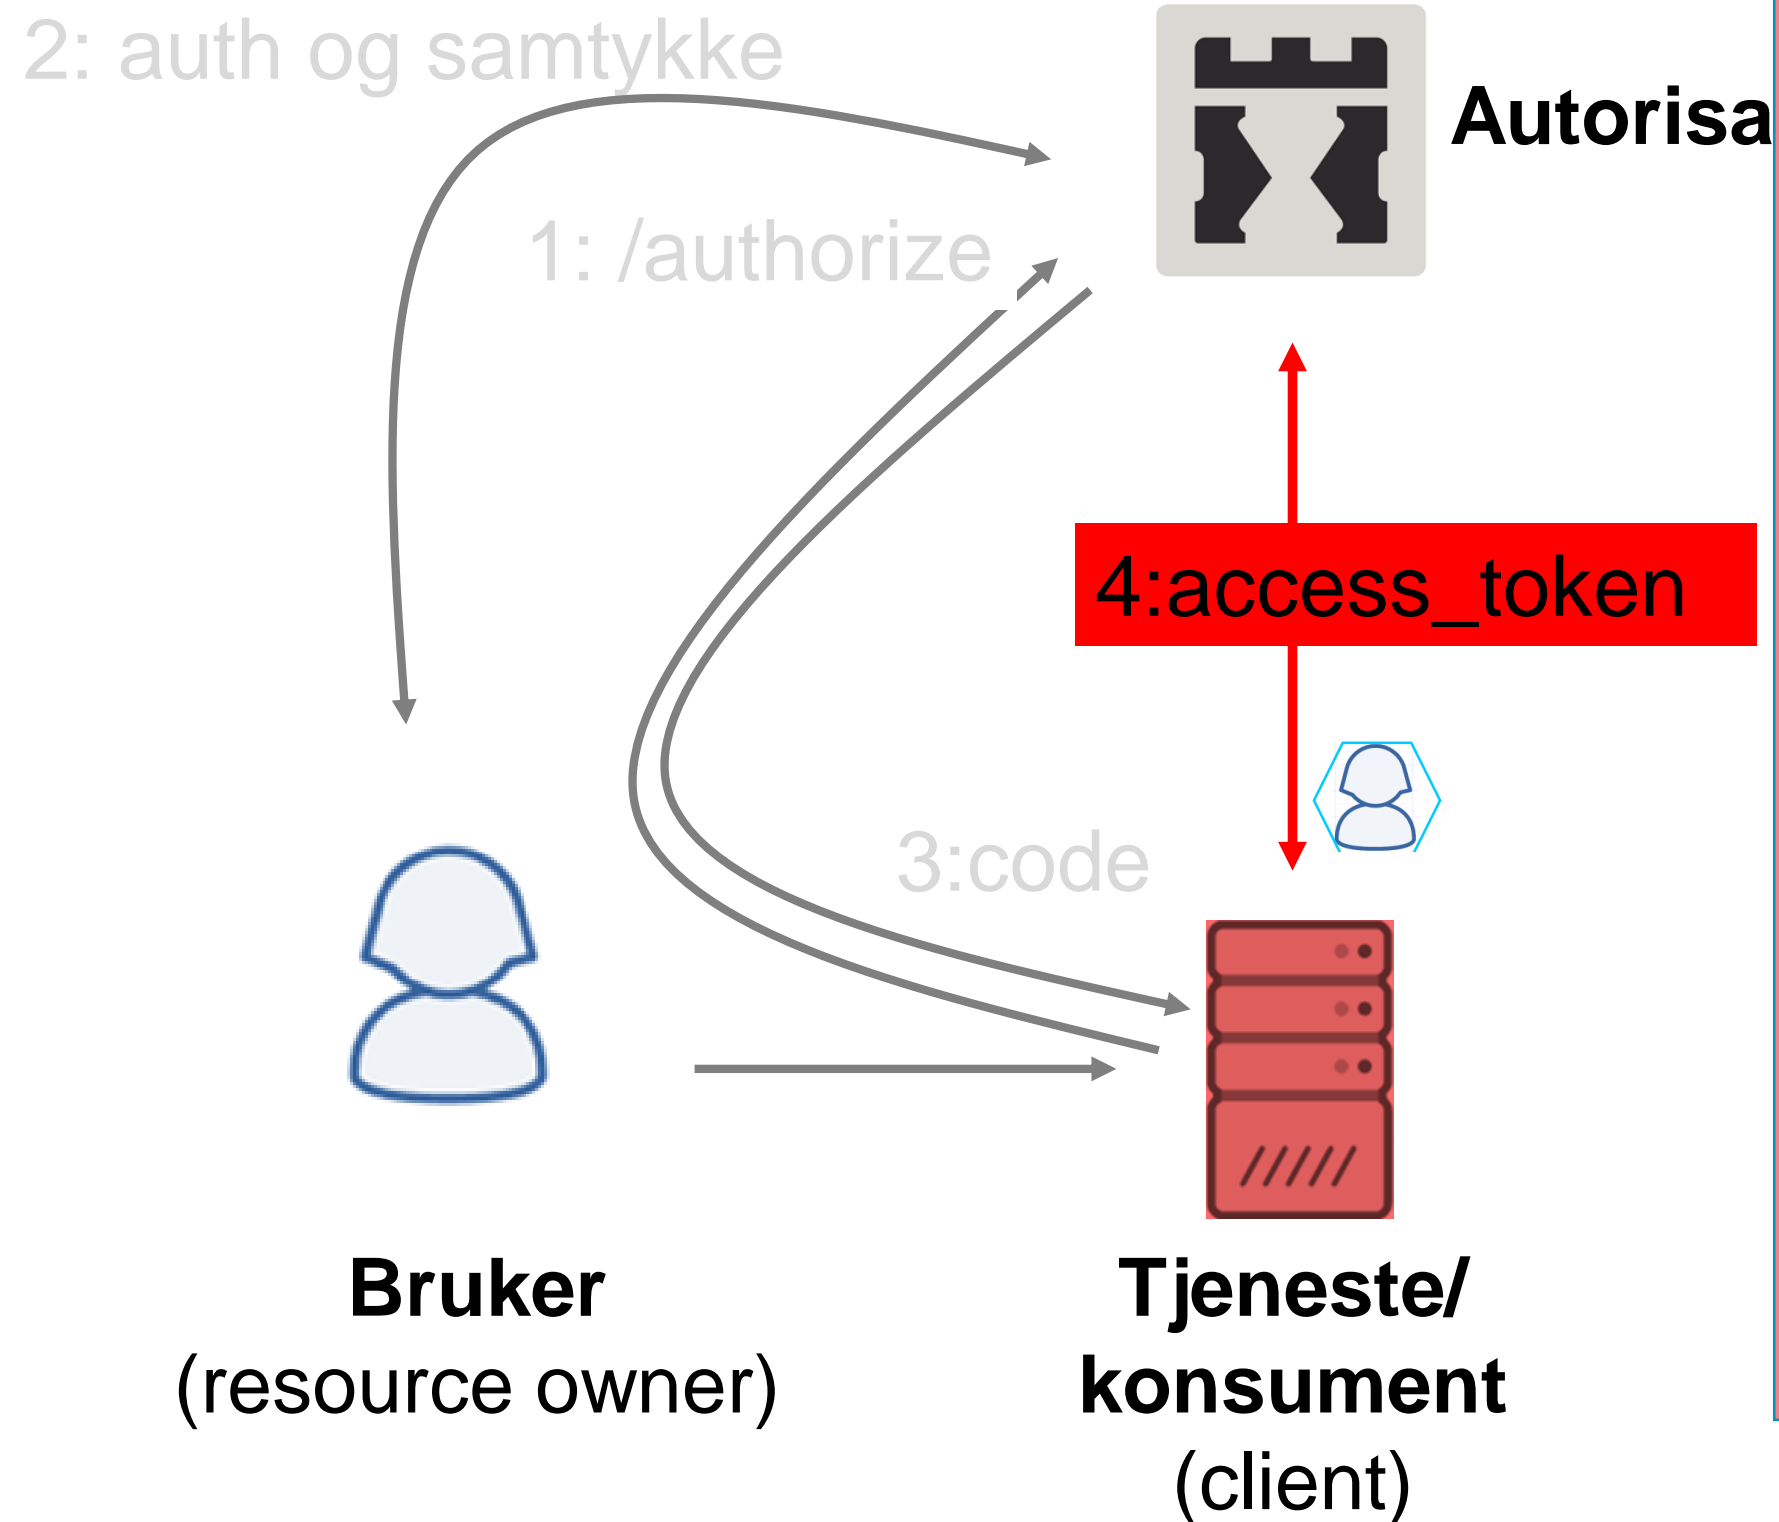 2: auth og samtykke
Autorisa
1: /authorize
4:access_token
3:code
Bruker
(resource owner)
Tjeneste/
konsument
(client)